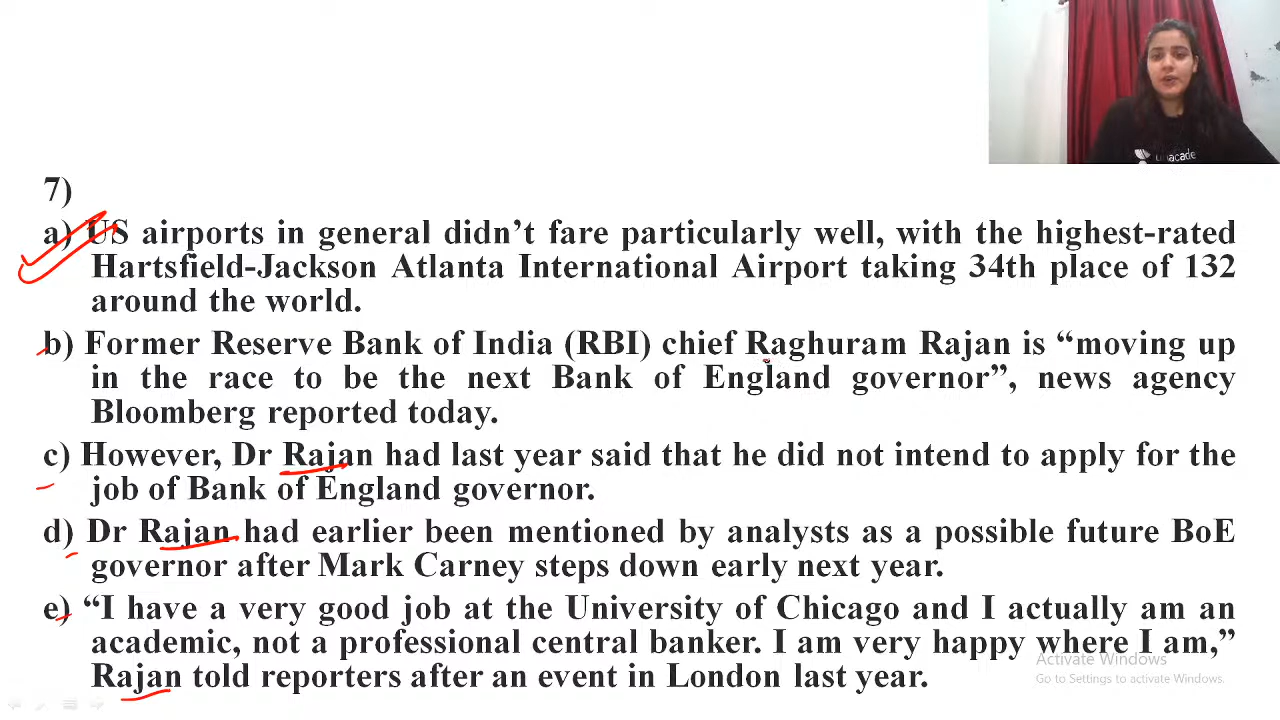 7)
a) US airports in general didn’t fare particularly well, with the highest-rated
Hartsfield-Jackson Atlanta International Airport taking 34th place of 132
around the world.
b) Former Reserve Bank of India (RBI) chief Raghuram Rajan is “moving up
in the race to be the next Bank of England governor”, news agency
Bloomberg reported today.
c) However, Dr Rajan had last year said that he did not intend to apply for the
job of Bank of England governor.
d) Dr Rajan had earlier been mentioned by analysts as a possible future BoE
governor after Mark Carney steps down early next year.
e) “I have a very good job at the University of Chicago and I actually am an
academic, not a professional central banker. I am very happy where I am,”
Rajan told reporters after an event in London last year.
Activate Windows
Go to Settings to activate Windows.